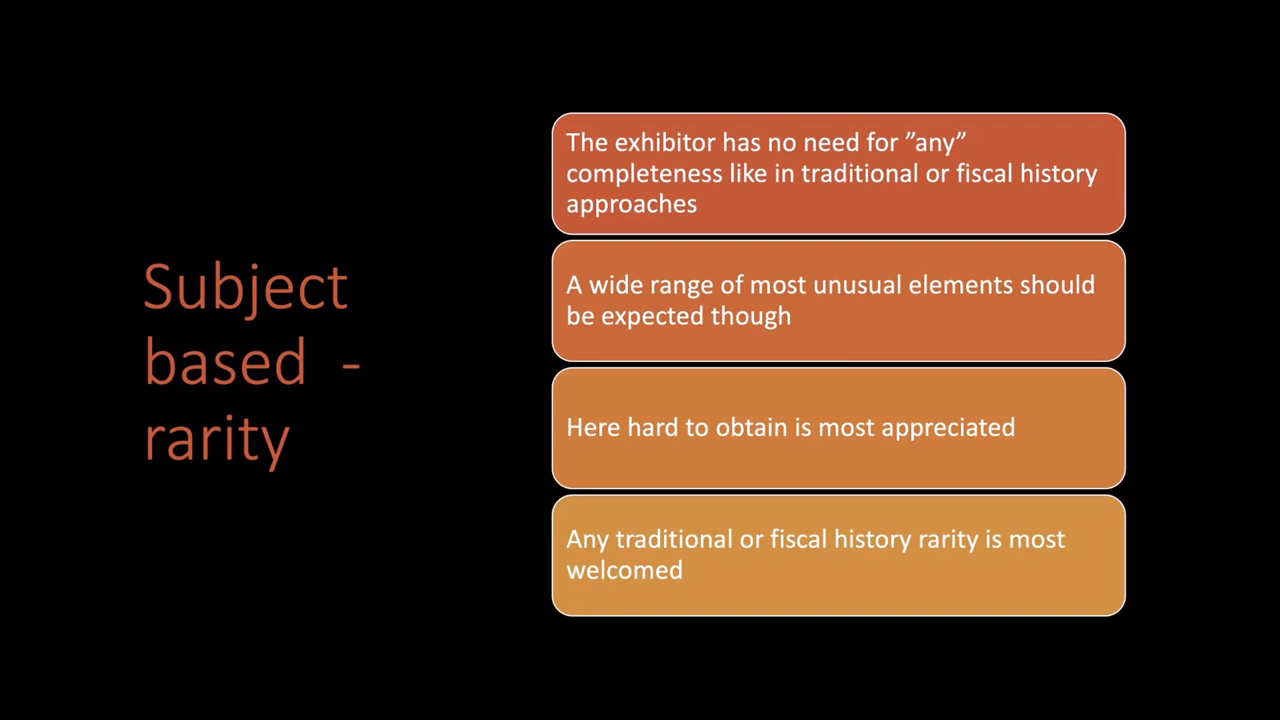 Subject
based  -
rarity
The exhibitor has no need for ”any”
completeness like in traditional or fiscal history
approaches
A wide range of most unusual elements should
be expected though
Here hard to obtain is most appreciated
Any traditional or fiscal history rarity is most
welcomed